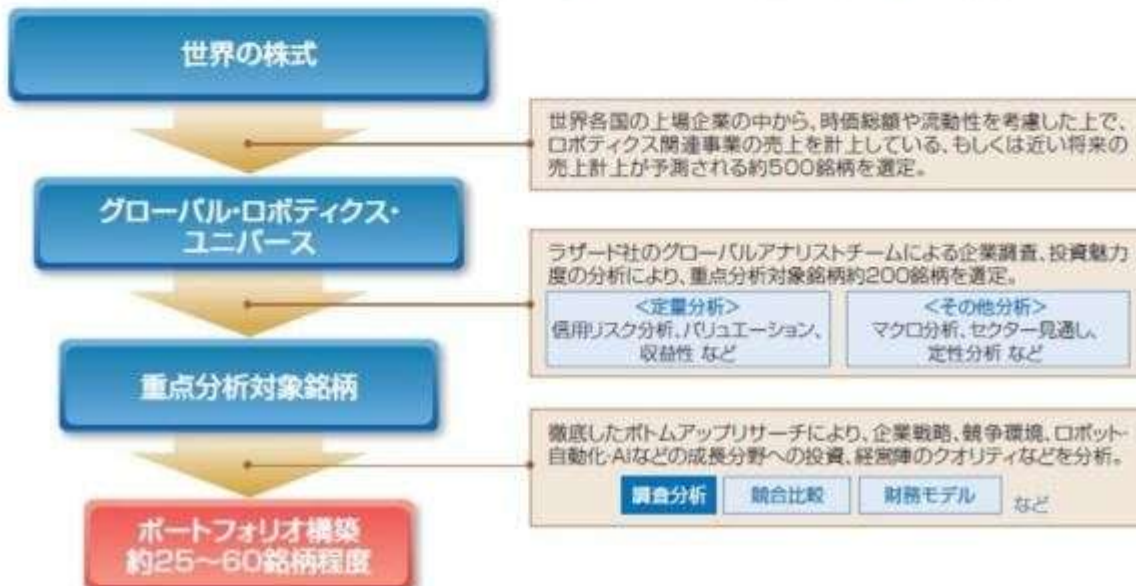 世界の株式
世界各国の上場企業の中から、時価総額や流動性を考慮した上で、
ロボティクス関連事業の売上を計上している、もしくは近い将来の
売上計上が予測される約500銘柄を選定。
グローバル・ロボティクス・
ユニバース
ラザード社のグローバルアナリストチームによる企業調査、投資魅力
度の分析により、重点分析対象銘柄約200銘柄を選定。
<定量分析>
信用リスク分析、バリュエーション、
収益性 など
<その他分析>
マクロ分析、セクター見通し、
定性分析 など
重点分析対象銘柄
徹底したボトムアップリサーチにより、企業戦略、競争環境、ロボット・
自動化・AIなどの成長分野への投資、経営陣のクオリティなどを分析。
調査分析
競合比較
財務モデル
など
ポートフォリオ構築
約25～60銘柄程度